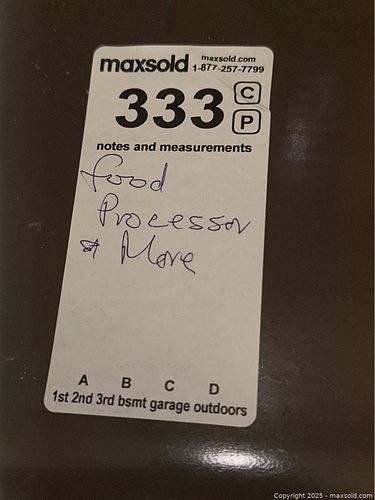 maxsold maxsold.com
1-877-257-7799
333 C
P
notes and measurements
Food
Processor
& More
A B C D
1st 2nd 3rd bsmt garage outdoors
Copyright 2025 - maxsold.com